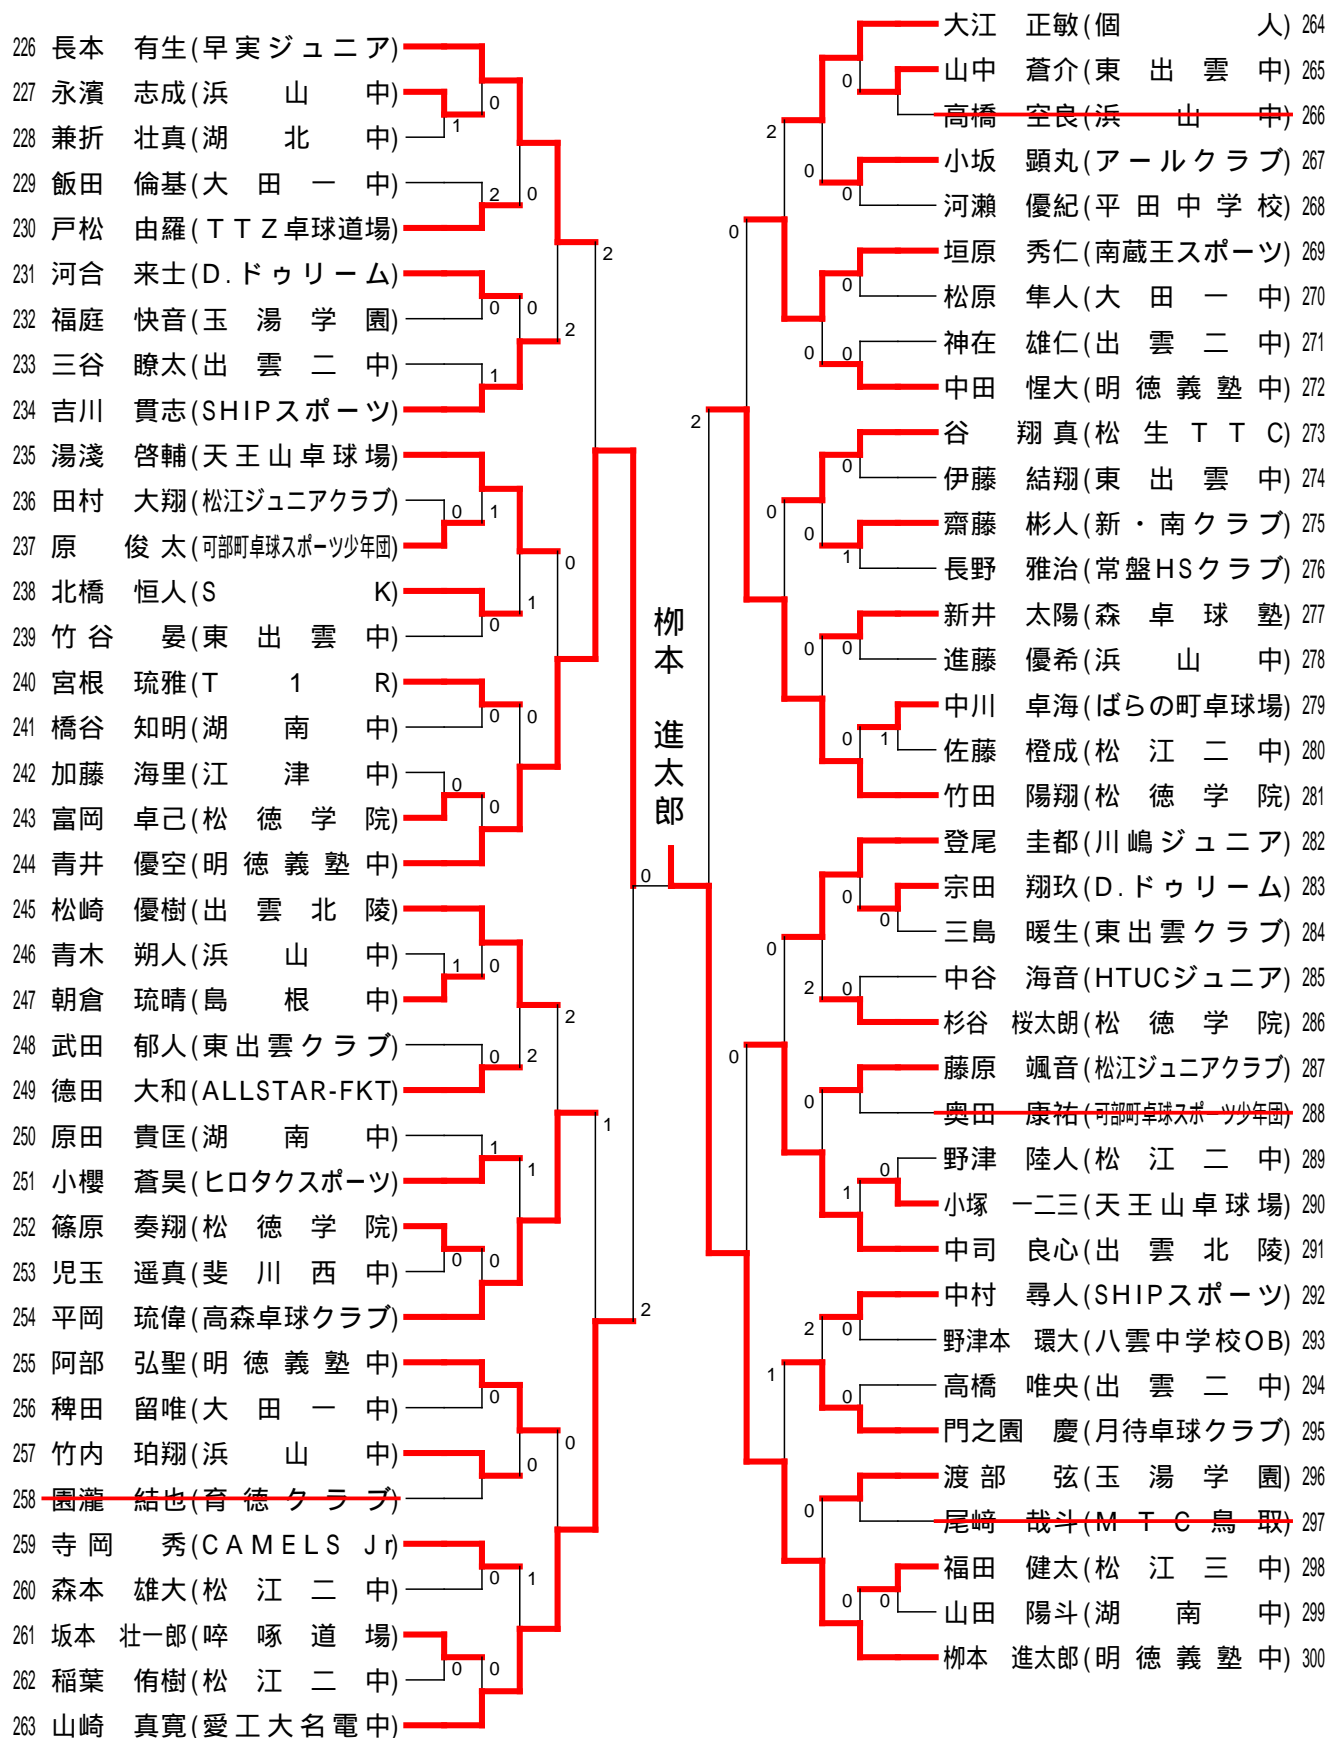 226 長本 有生(早実ジュニア)
227 永濱 志成(浜山中)
228 兼折 壮真(湖北中)
229 飯田 倫基(大田一中)
230 戸松 由羅(TTZ卓球道場)
231 河合 来士(D.ドゥリーム)
232 福庭 快音(玉湯学園)
233 三谷 瞭太(出雲二中)
234 吉川 貫志(SHIPスポーツ)
235 湯淺 啓輔(天王山卓球場)
236 田村 大翔(松江ジュニアクラブ)
237 原 俊太(可部町卓球スポーツ少年団)
238 北橋 恒人(SK)
239 竹谷 晏(東出雲中)
240 宮根 琉雅(T1R)
241 橋谷 知明(湖南中)
242 加藤 海里(江津中)
243 富岡 卓己(松徳学院)
244 青井 優空(明徳義塾中)
245 松崎 優樹(出雲北陵)
246 青木 朔人(浜山中)
247 朝倉 琉晴(島根中)
248 武田 郁人(東出雲クラブ)
249 德田 大和(ALLSTAR-FKT)
250 原田 貴匡(湖南中)
251 小櫻 蒼昊(ヒロタクスポーツ)
252 篠原 奏翔(松徳学院)
253 児玉 遥真(斐川西中)
254 平岡 琉偉(高森卓球クラブ)
255 阿部 弘聖(明徳義塾中)
256 稗田 留唯(大田一中)
257 竹内 珀翔(浜山中)
258 園瀧 結也(育徳クラブ)
259 寺岡 秀(CAMELS Jr)
260 森本 雄大(松江二中)
261 坂本 壮一郎(啐啄道場)
262 稲葉 侑樹(松江二中)
263 山崎 真寛(愛工大名電中)
栁本 進太郎
大江 正敏(個人) 264
山中 蒼介(東出雲中) 265
高橋 空良(浜山中) 266
小坂 顕丸(アールクラブ) 267
河瀬 優紀(平田中学校) 268
垣原 秀仁(南蔵王スポーツ) 269
松原 隼人(大田一中) 270
神在 雄仁(出雲二中) 271
中田 惺大(明徳義塾中) 272
谷 翔真(松生TTC) 273
伊藤 結翔(東出雲中) 274
齋藤 彬人(新・南クラブ) 275
長野 雅治(常盤HSクラブ) 276
新井 太陽(森卓球塾) 277
進藤 優希(浜山中) 278
中川 卓海(ばらの町卓球場) 279
佐藤 橙成(松江二中) 280
竹田 陽翔(松徳学院) 281
登尾 圭都(川嶋ジュニア) 282
宗田 翔玖(D.ドゥリーム) 283
三島 暖生(東出雲クラブ) 284
中谷 海音(HTUCジュニア) 285
杉谷 桜太朗(松徳学院) 286
藤原 颯音(松江ジュニアクラブ) 287
奥田 康祐(可部町卓球スポーツ少年団) 288
野津 陸人(松江二中) 289
小塚 一二三(天王山卓球場) 290
中司 良心(出雲北陵) 291
中村 尋人(SHIPスポーツ) 292
野津本 環大(八雲中学校OB) 293
高橋 唯央(出雲二中) 294
門之園 慶(月待卓球クラブ) 295
渡部 弦(玉湯学園) 296
尾﨑 哉斗(MTC鳥取) 297
福田 健太(松江三中) 298
山田 陽斗(湖南中) 299
栁本 進太郎(明徳義塾中) 300